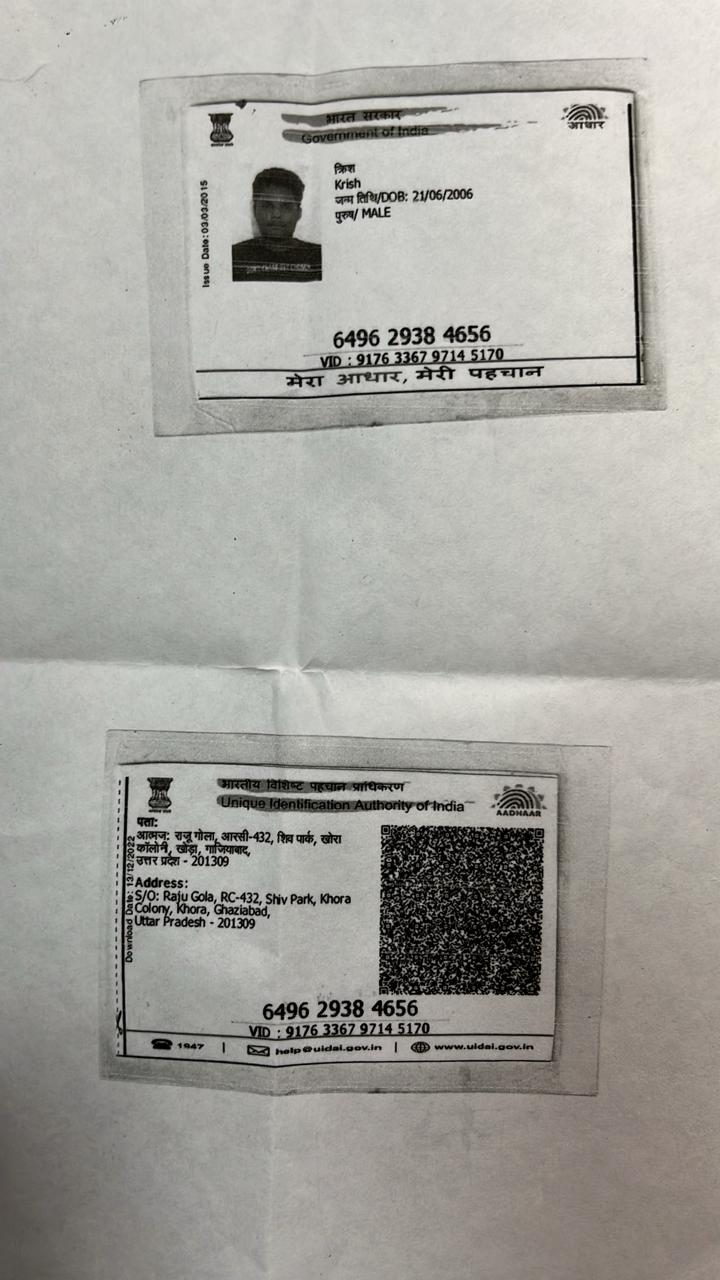 भारत सरकार
Government of India
आधार
Issue Date: 03/03/2015
क्रिश
Krish
जन्म तिथि/DOB: 21/06/2006
पुरुष/ MALE
6496 2938 4656
VID : 9176 3367 9714 5170
मेरा आधार, मेरी पहचान
भारतीय विशिष्ट पहचान प्राधिकरण
Unique Identification Authority of India
AADHAAR
Download Date: 13/12/2022
पता:
आत्मज: राजू गोला, आरसी-432, शिव पार्क, खोरा
कॉलोनी, खोड़ा, गाजियाबाद,
उत्तर प्रदेश - 201309
Address:
S/O: Raju Gola, RC-432, Shiv Park, Khora
Colony, Khora, Ghaziabad,
Uttar Pradesh - 201309
6496 2938 4656
VID : 9176 3367 9714 5170
1947 | help@uidai.gov.in | www.uidai.gov.in